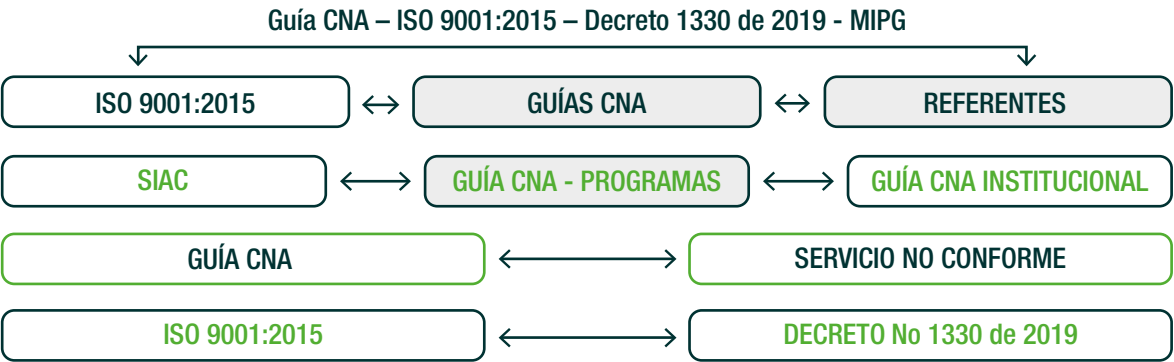 Guía CNA – ISO 9001:2015 – Decreto 1330 de 2019 - MIPG
ISO 9001:2015
GUÍAS CNA
REFERENTES
SIAC
GUÍA CNA - PROGRAMAS
GUÍA CNA INSTITUCIONAL
GUÍA CNA
SERVICIO NO CONFORME
ISO 9001:2015
DECRETO No 1330 de 2019